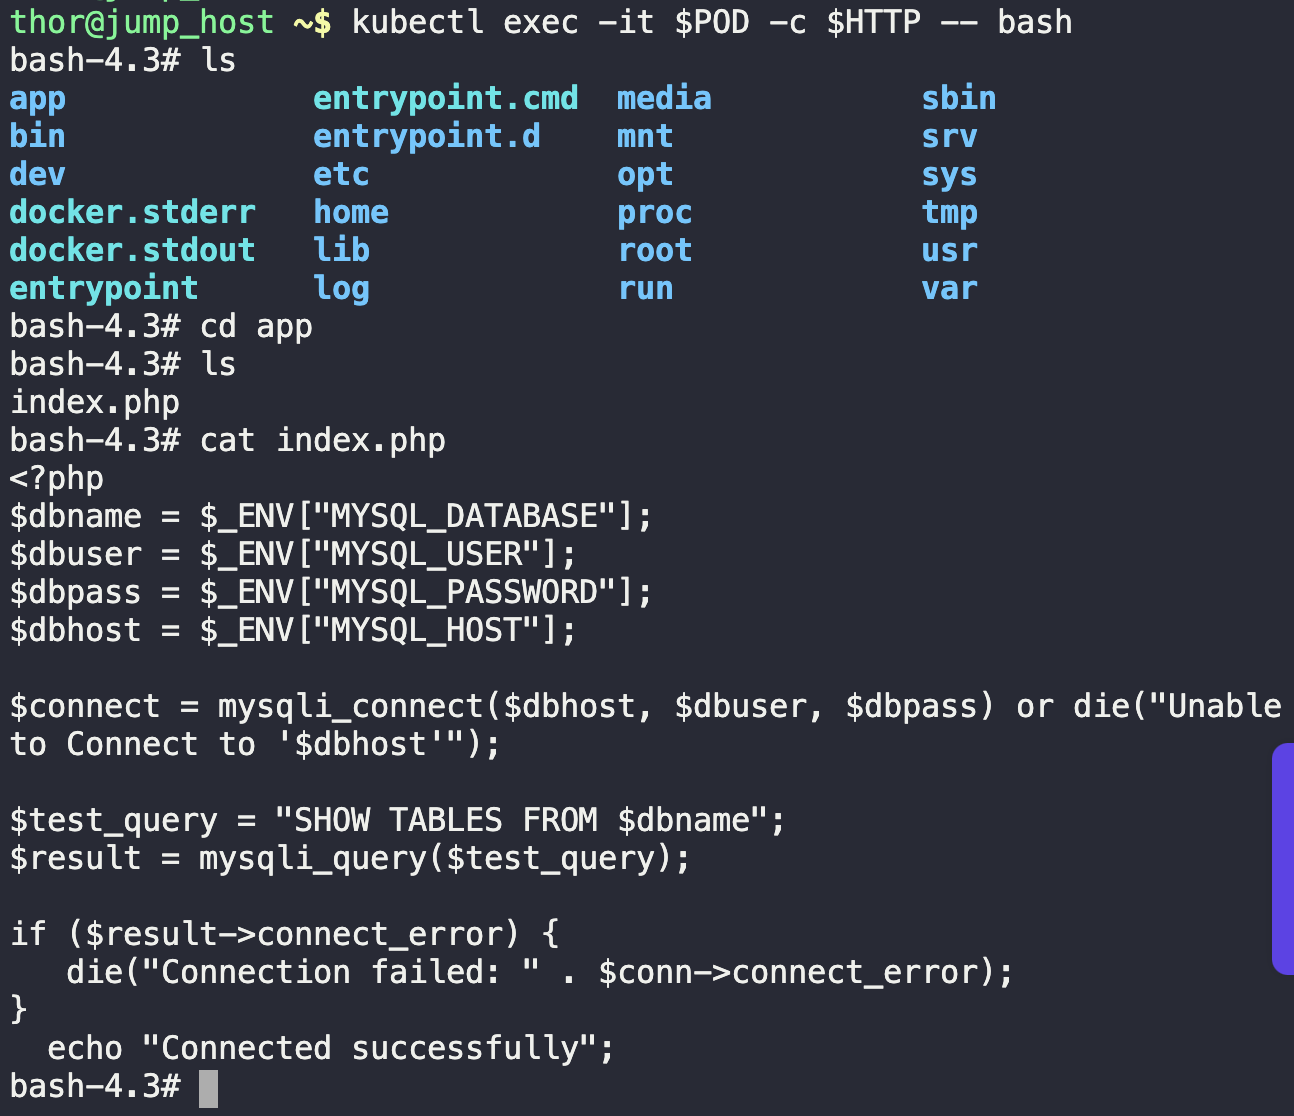 thor@jump_host ~$ kubectl exec -it $POD -c $HTTP -- bash
bash-4.3# ls
app             entrypoint.cmd  media           sbin
bin             entrypoint.d    mnt             srv
dev             etc             opt             sys
docker.stderr   home            proc            tmp
docker.stdout   lib             root            usr
entrypoint      log             run             var
bash-4.3# cd app
bash-4.3# ls
index.php
bash-4.3# cat index.php
<?php
$dbname = $_ENV["MYSQL_DATABASE"];
$dbuser = $_ENV["MYSQL_USER"];
$dbpass = $_ENV["MYSQL_PASSWORD"];
$dbhost = $_ENV["MYSQL_HOST"];

$connect = mysqli_connect($dbhost, $dbuser, $dbpass) or die("Unable
to Connect to '$dbhost'");

$test_query = "SHOW TABLES FROM $dbname";
$result = mysqli_query($test_query);

if ($result->connect_error) {
   die("Connection failed: " . $conn->connect_error);
}
  echo "Connected successfully";
bash-4.3#